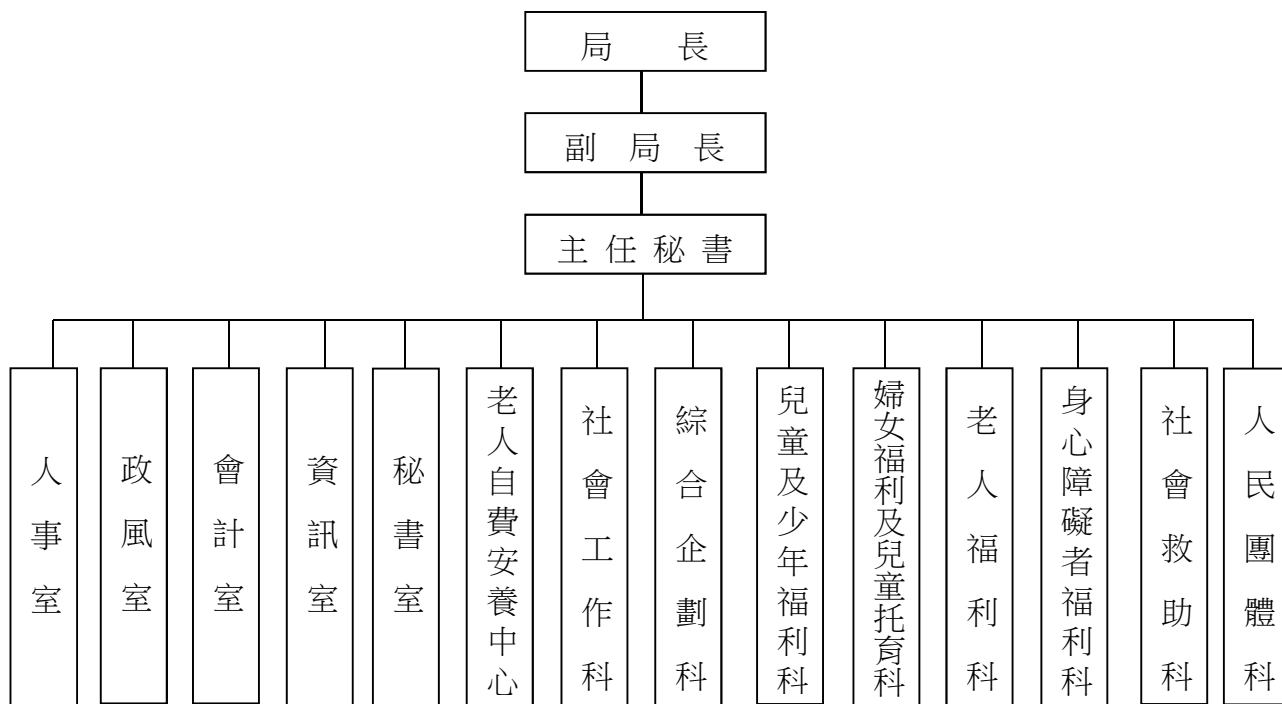 局長
副局長
主任秘書
人事室
政風室
會計室
資訊室
秘書室
老人自費安養中心
社會工作科
綜合企劃科
兒童及少年福利科
婦女福利及兒童托育科
老人福利科
身心障礙者福利科
社會救助科
人民團體科